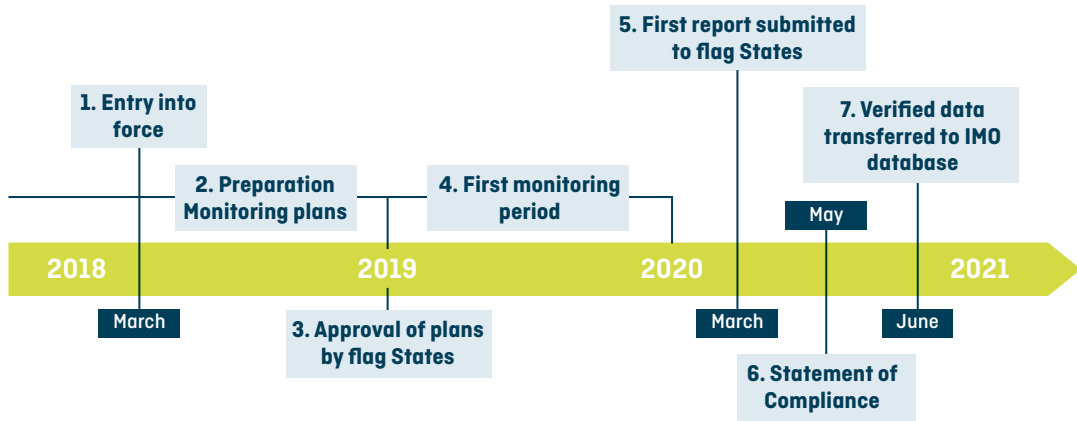 5. First report submitted
to flag States
1. Entry into
force
7. Verified data
transferred to IMO
database
2. Preparation
Monitoring plans
4. First monitoring
period
May
2018
2019
2020
2021
March
3. Approval of plans
by flag States
March
June
6. Statement of
Compliance